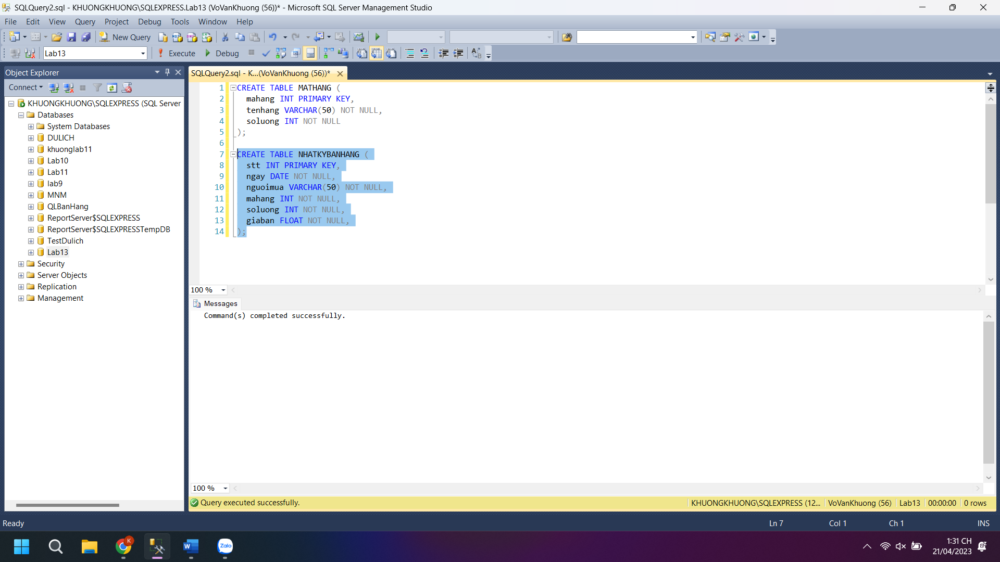 SQLQuery2.sql - KHUONGKHUONG\SQLEXPRESS.Lab13 (VoVanKhuong (56))* - Microsoft SQL Server Management Studio
File Edit View Query Project Debug Tools Window Help
New Query
Lab13 Execute Debug
Object Explorer
Connect
KHUONGKHUONG\SQLEXPRESS (SQL Server
Databases
System Databases
DULICH
khuonglab11
Lab10
Lab11
lab9
MNM
QLBanHang
ReportServer$SQLEXPRESS
ReportServer$SQLEXPRESSTempDB
TestDulich
Lab13
Security
Server Objects
Replication
Management
SQLQuery2.sql - K...(VoVanKhuong (56))*
1 CREATE TABLE MATHANG (
2 mahang INT PRIMARY KEY,
3 tenhang VARCHAR(50) NOT NULL,
4 soluong INT NOT NULL
5 );
6
7 CREATE TABLE NHATKYBANHANG (
8 stt INT PRIMARY KEY,
9 ngay DATE NOT NULL,
10 nguoimua VARCHAR(50) NOT NULL,
11 mahang INT NOT NULL,
12 soluong INT NOT NULL,
13 giaban FLOAT NOT NULL,
14 );
100 %
Messages
Command(s) completed successfully.
100 %
Query executed successfully. KHUONGKHUONG\SQLEXPRESS (12... VoVanKhuong (56) Lab13 00:00:00 0 rows
Ready Ln 7 Col 1 Ch 1 INS
K
W
Zalo
1:31 CH
21/04/2023